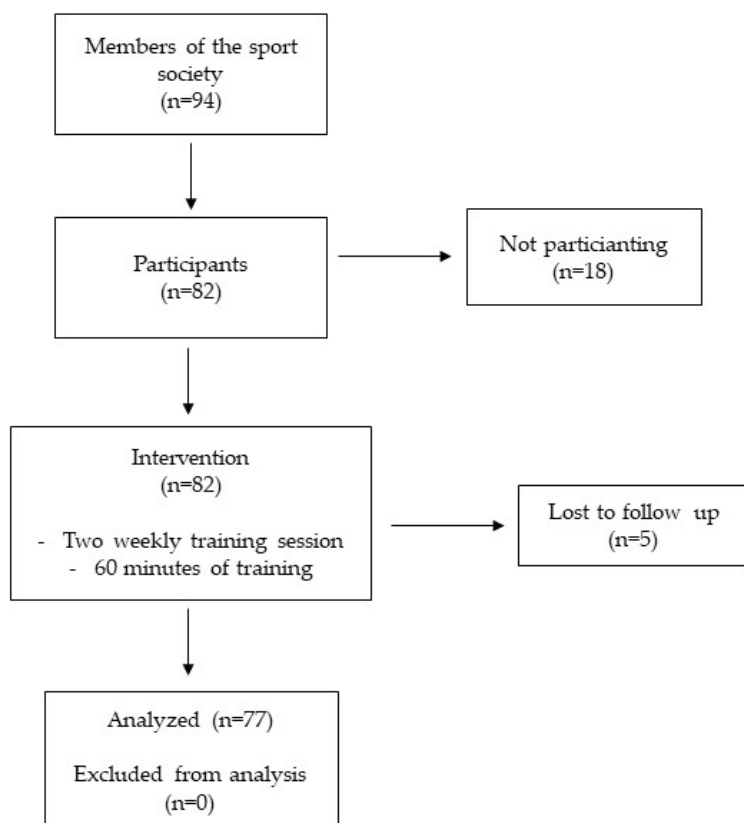 Members of the sport
society
(n=94)
Participants
(n=82)
Not particianting
(n=18)
Intervention
(n=82)
- Two weekly training session
- 60 minutes of training
Lost to follow up
(n=5)
Analyzed (n=77)
Excluded from analysis
(n=0)